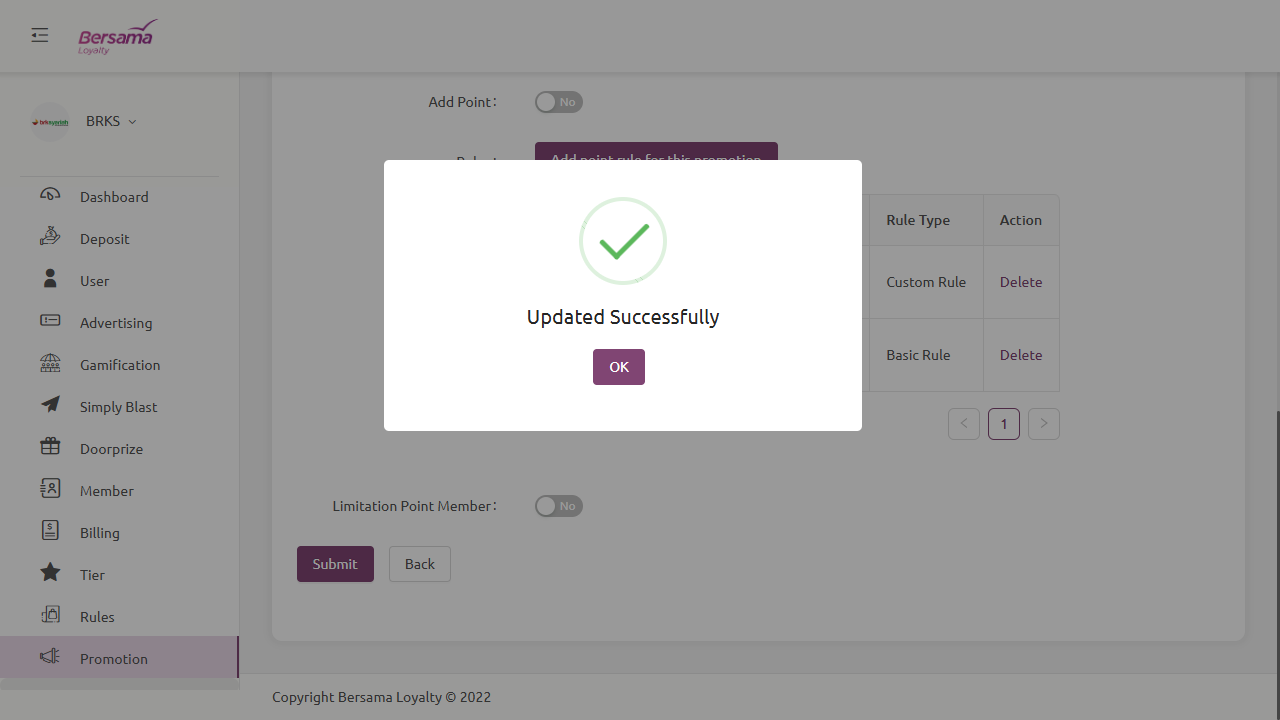 Bersama
Loyalty
brksyariah
BRKS
Dashboard
Deposit
User
Advertising
Gamification
Simply Blast
Doorprize
Member
Billing
Tier
Rules
Promotion
Add Point:
No
Add point rule for this promotion
Rule Type
Action
Custom Rule
Delete
Basic Rule
Delete
Updated Successfully
OK
<
1
>
Limitation Point Member:
No
Submit
Back
Copyright Bersama Loyalty © 2022